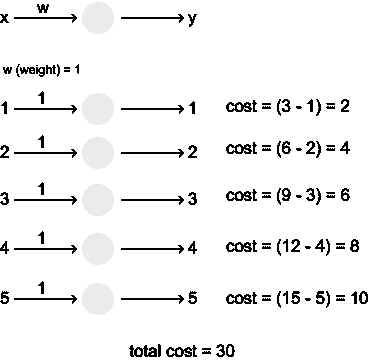 x w y
w (weight) = 1
1 1 1 cost = (3 - 1) = 2
2 1 2 cost = (6 - 2) = 4
3 1 3 cost = (9 - 3) = 6
4 1 4 cost = (12 - 4) = 8
5 1 5 cost = (15 - 5) = 10
total cost = 30